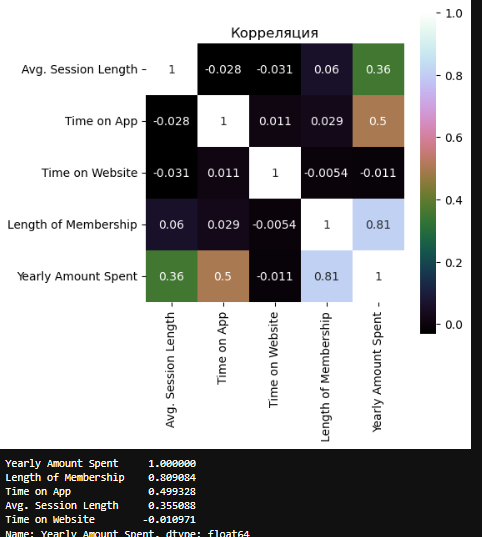 Корреляция
1.0
Avg. Session Length 1 -0.028 -0.031 0.06 0.36
0.8
Time on App -0.028 1 0.011 0.029 0.5
0.6
Time on Website -0.031 0.011 1 -0.0054 -0.011
0.4
Length of Membership 0.06 0.029 -0.0054 1 0.81
0.2
Yearly Amount Spent 0.36 0.5 -0.011 0.81 1
0.0
Avg. Session Length
Time on App
Time on Website
Length of Membership
Yearly Amount Spent
Yearly Amount Spent 1.000000
Length of Membership 0.809084
Time on App 0.499328
Avg. Session Length 0.355088
Time on Website -0.010971
Name: Yearly Amount Spent, dtype: float64